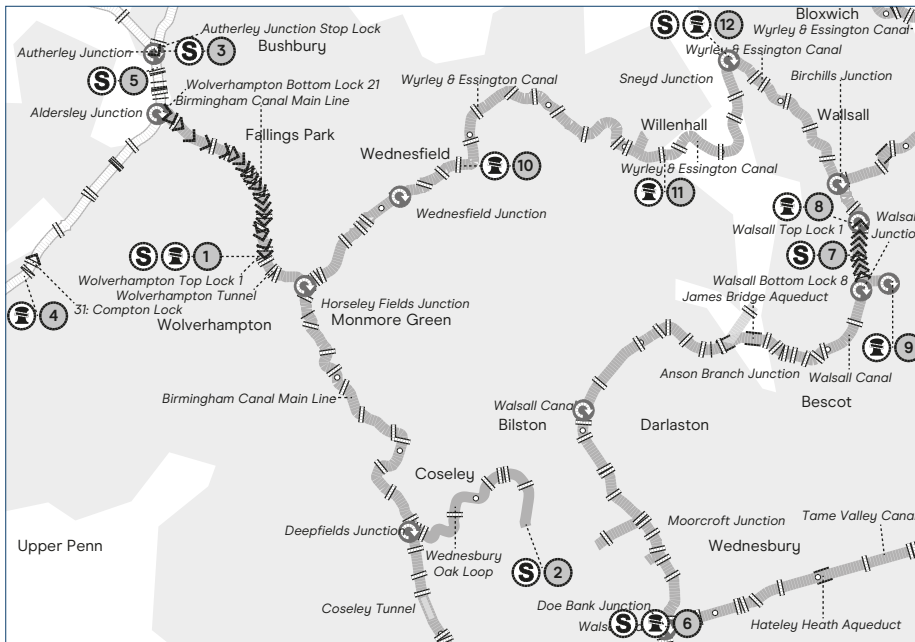 Autherley Junction Stop Lock
Autherley Junction
S
3
Bushbury
S
5
Wolverhampton Bottom Lock 21
Birmingham Canal Main Line
Aldersley Junction
Fallings Park
Wednesfield
Wyrley & Essington Canal
10
Wednesfield Junction
S
12
Bloxwich
Wyrley & Essington Canal
Wyrley & Essington Canal
Sneyd Junction
Birchills Junction
Willenhall
Walsall
Wyrley & Essington Canal
11
8
Walsall Top Lock 1
Walsal
Junction
S
7
Walsall Bottom Lock 8
James Bridge Aqueduct
S
1
Wolverhampton Top Lock 1
Wolverhampton Tunnel
4
31: Compton Lock
Wolverhampton
Horseley Fields Junction
Monmore Green
9
Anson Branch Junction
Walsall Canal
Bescot
Birmingham Canal Main Line
Walsall Canal
Bilston
Darlaston
Coseley
Deepfields Junction
Wednesbury
Oak Loop
S
2
Upper Penn
Moorcroft Junction
Tame Valley Canal
Wednesbury
Coseley Tunnel
Doe Bank Junction
Wals
S
6
Hateley Heath Aqueduct